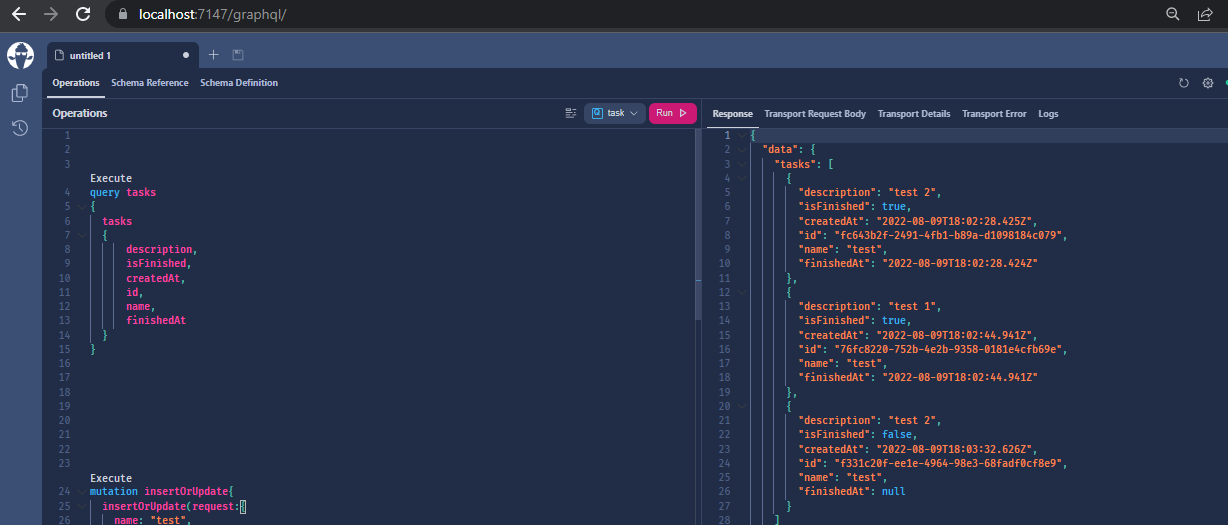 localhost:7147/graphql/
untitled 1
Operations Schema Reference Schema Definition
Operations
task
Run
Response Transport Request Body Transport Details Transport Error Logs
1
2
3
Execute
4 query tasks
5 {
6 tasks
7 {
8 description,
9 isFinished,
10 createdAt,
11 id,
12 name,
13 finishedAt
14 }
15 }
16
17
18
19
20
21
22
23
Execute
24 mutation insertOrUpdate{
25 insertOrUpdate(request:{
26 name: "test",
1 {
2 "data": {
3 "tasks": [
4 {
5 "description": "test 2",
6 "isFinished": true,
7 "createdAt": "2022-08-09T18:02:28.425Z",
8 "id": "fc643b2f-2491-4fb1-b89a-d1098184c079",
9 "name": "test",
10 "finishedAt": "2022-08-09T18:02:28.424Z"
11 },
12 {
13 "description": "test 1",
14 "isFinished": true,
15 "createdAt": "2022-08-09T18:02:44.941Z",
16 "id": "76fc8220-752b-4e2b-9358-0181e4cfb69e",
17 "name": "test",
18 "finishedAt": "2022-08-09T18:02:44.941Z"
19 },
20 {
21 "description": "test 2",
22 "isFinished": false,
23 "createdAt": "2022-08-09T18:03:32.626Z",
24 "id": "f331c20f-ee1e-4964-98e3-68fadf0cf8e9",
25 "name": "test",
26 "finishedAt": null
27 }
28 ]